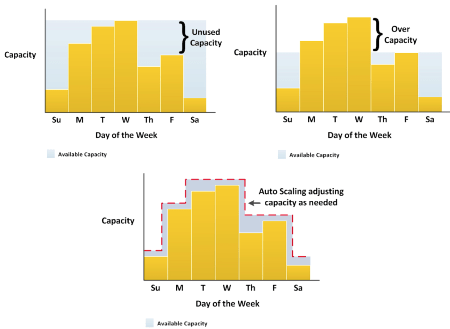 Unused
Capacity
Capacity
Su M T W Th F Sa
Day of the Week
Available Capacity
Over
Capacity
Capacity
Su M T W Th F Sa
Day of the Week
Available Capacity
Auto Scaling adjusting
capacity as needed
Capacity
Su M T W Th F Sa
Day of the Week
Available Capacity